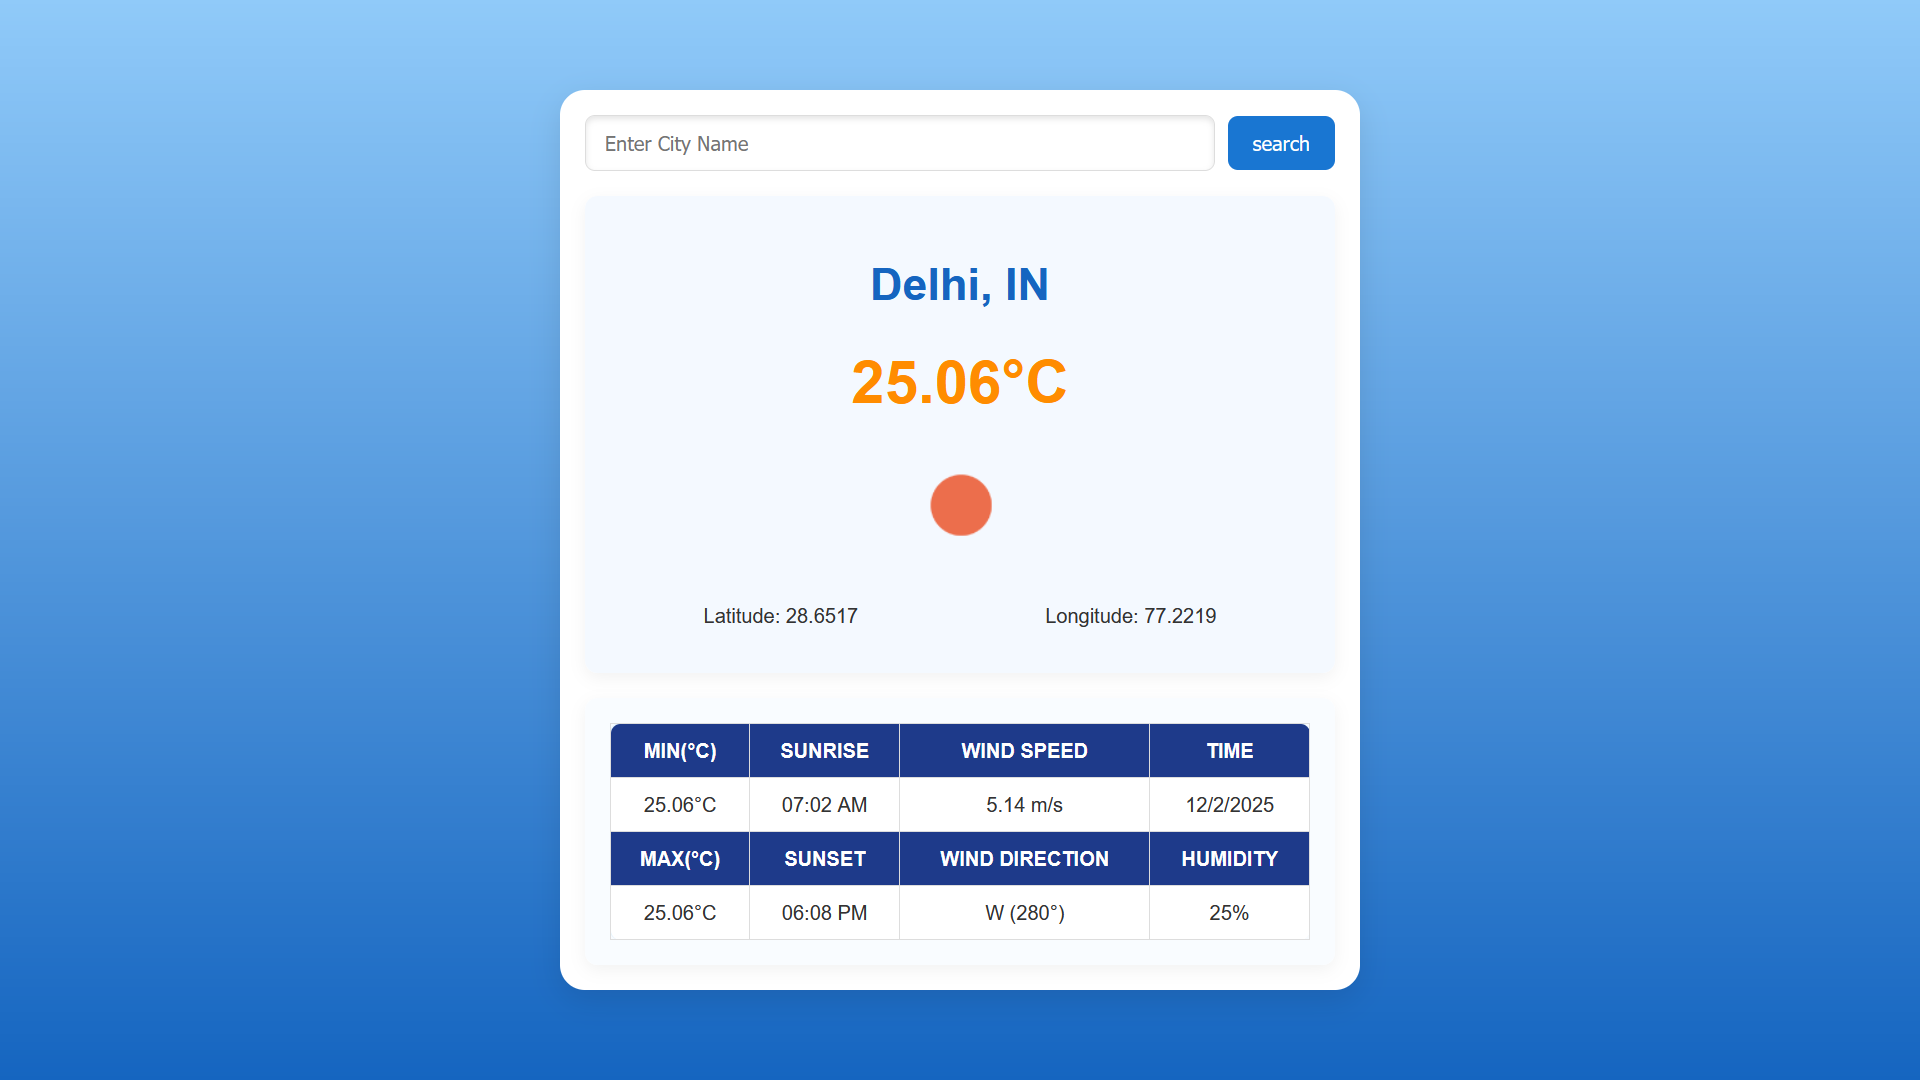 Enter City Name search
Delhi, IN
25.06°C
Latitude: 28.6517 Longitude: 77.2219
MIN(°C) SUNRISE WIND SPEED TIME
25.06°C 07:02 AM 5.14 m/s 12/2/2025
MAX(°C) SUNSET WIND DIRECTION HUMIDITY
25.06°C 06:08 PM W (280°) 25%